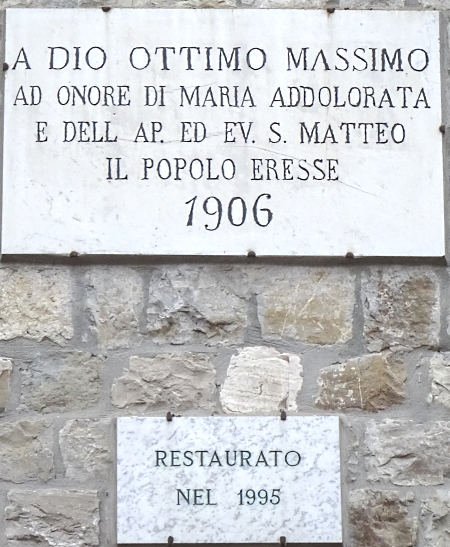 A DIO OTTIMO MASSIMO
AD ONORE DI MARIA ADDOLORATA
E DELL AP. ED EV. S. MATTEO
IL POPOLO ERESSE
1906
RESTAURATO
NEL 1995